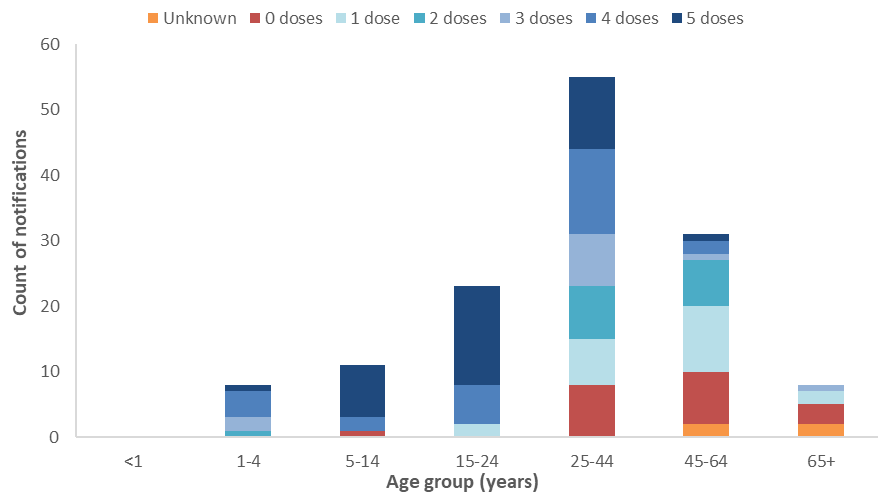 Unknown 0 doses 1 dose 2 doses 3 doses 4 doses 5 doses
60
50
40
30
20
10
0
Count of notifications
<1 1-4 5-14 15-24 25-44 45-64 65+
Age group (years)